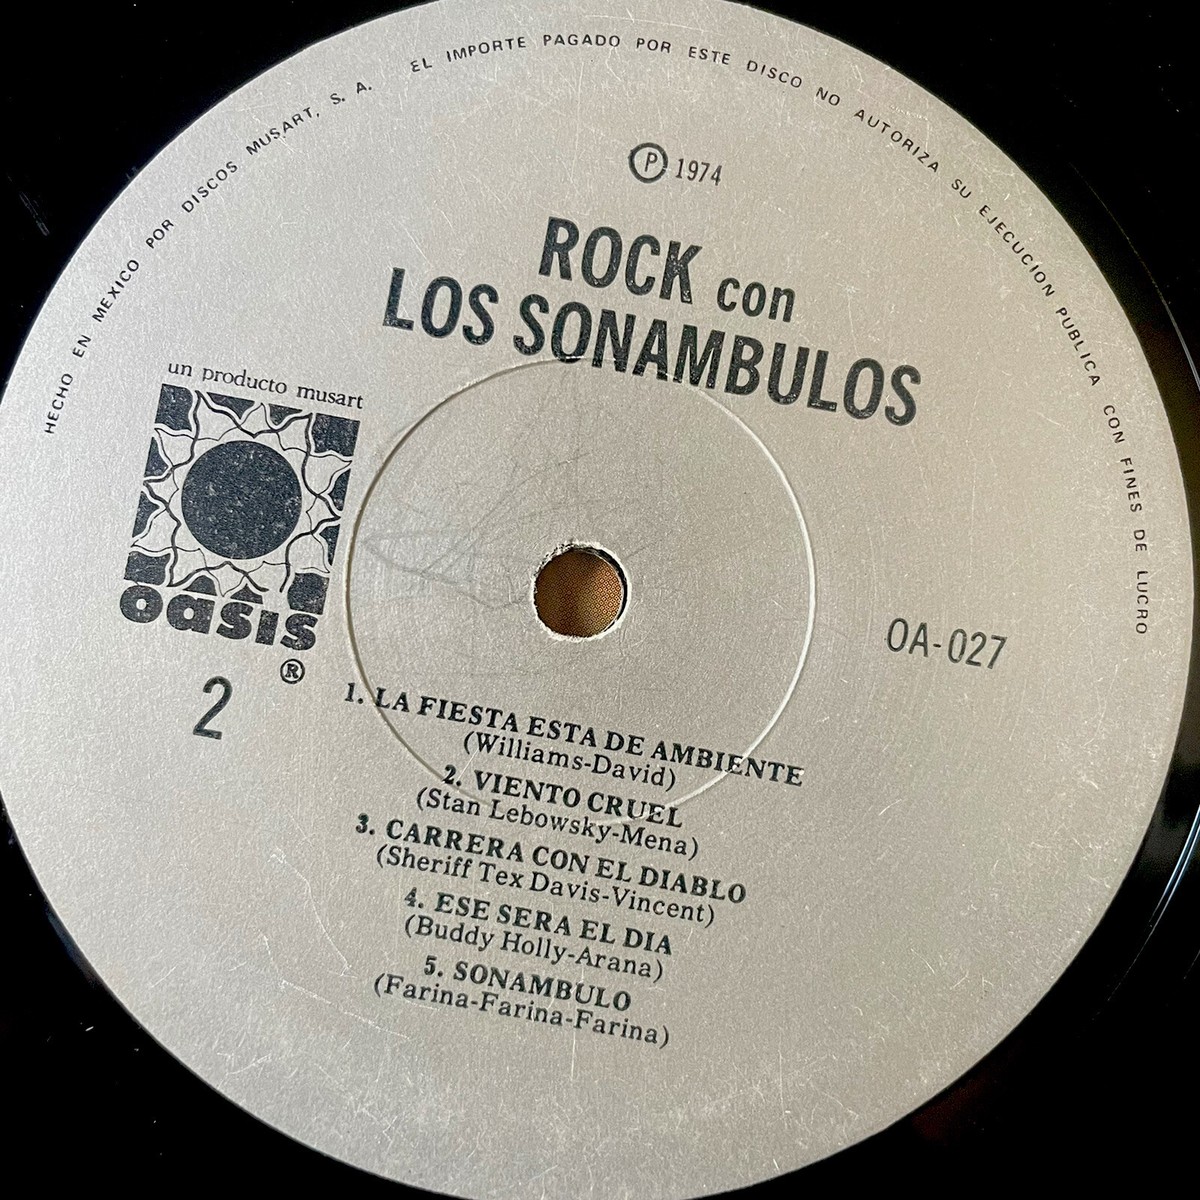 HECHO EN MEXICO POR DISCOS MUSART, S. A. EL IMPORTE PAGADO POR ESTE DISCO NO AUTORIZA SU EJECUCION PUBLICA CON FINES DE LUCRO
Ⓟ 1974
ROCK con
LOS SONAMBULOS
un producto musart
oasis
®
2
OA-027
1. LA FIESTA ESTA DE AMBIENTE
(Williams-David)
2. VIENTO CRUEL
(Stan Lebowsky-Mena)
3. CARRERA CON EL DIABLO
(Sheriff Tex Davis-Vincent)
4. ESE SERA EL DIA
(Buddy Holly-Arana)
5. SONAMBULO
(Farina-Farina-Farina)